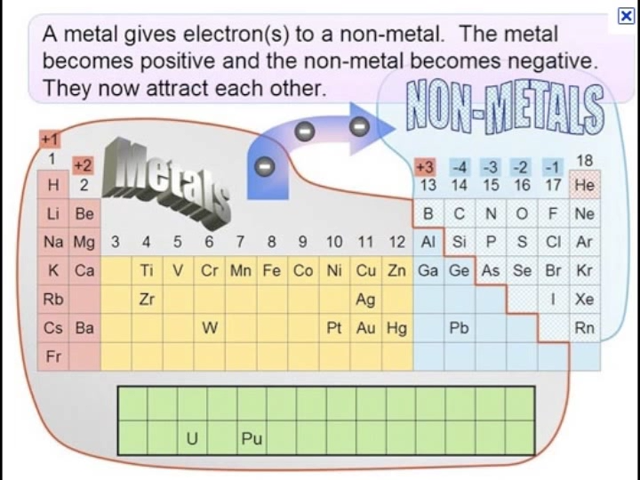 A metal gives electron(s) to a non-metal. The metal
becomes positive and the non-metal becomes negative.
They now attract each other.
NON-METALS
Metals
+1
+2 +3 -4 -3 -2 -1 18
1 2 13 14 15 16 17
H He
Li Be B C N O F Ne
Na Mg 3 4 5 6 7 8 9 10 11 12 Al Si P S Cl Ar
K Ca Ti V Cr Mn Fe Co Ni Cu Zn Ga Ge As Se Br Kr
Rb Zr Ag I Xe
Cs Ba W Pt Au Hg Pb Rn
Fr
U Pu